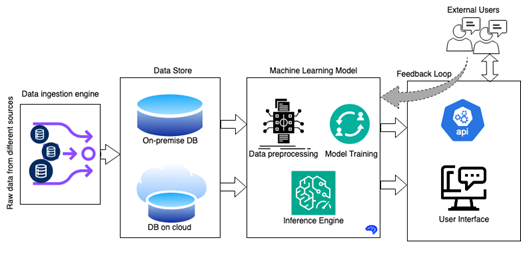 External Users
Data ingestion engine
Data Store
Machine Learning Model
Feedback Loop
Raw data from different sources
On-premise DB
Data preprocessing
Model Training
api
DB on cloud
Inference Engine
User Interface